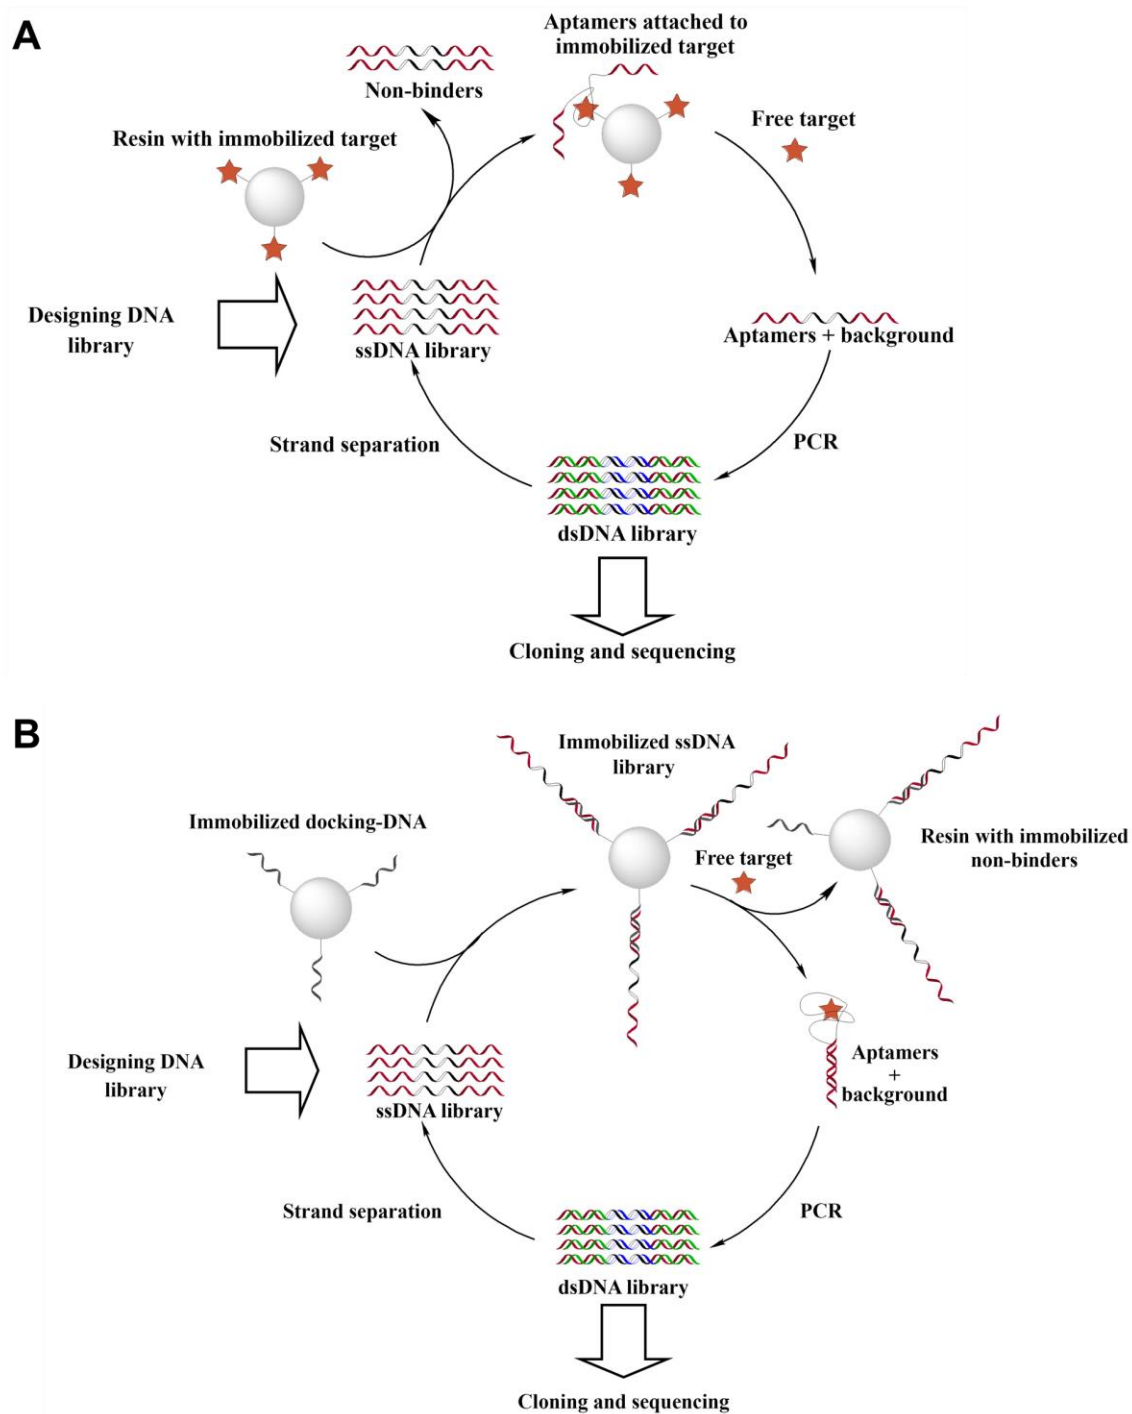 A
Aptamers attached to
immobilized target
Non-binders
Resin with immobilized target
Free target
Designing DNA
library
ssDNA library
Aptamers + background
Strand separation
PCR
dsDNA library
Cloning and sequencing
B
Immobilized ssDNA
library
Immobilized docking-DNA
Free target
Resin with immobilized
non-binders
Designing DNA
library
ssDNA library
Aptamers
+
background
Strand separation
PCR
dsDNA library
Cloning and sequencing